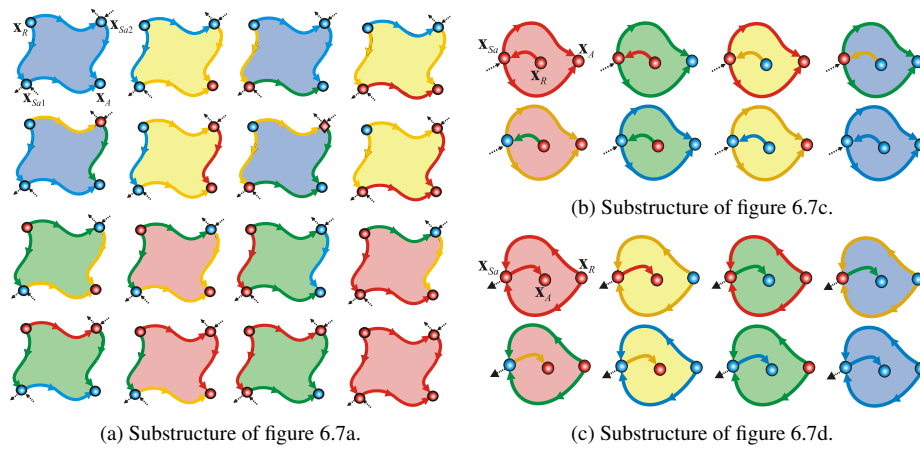 X_R
X_Sa2
X_Sa1
X_A
(a) Substructure of figure 6.7a.
X_Sa
X_A
X_R
(b) Substructure of figure 6.7c.
X_Sa
X_R
X_A
(c) Substructure of figure 6.7d.